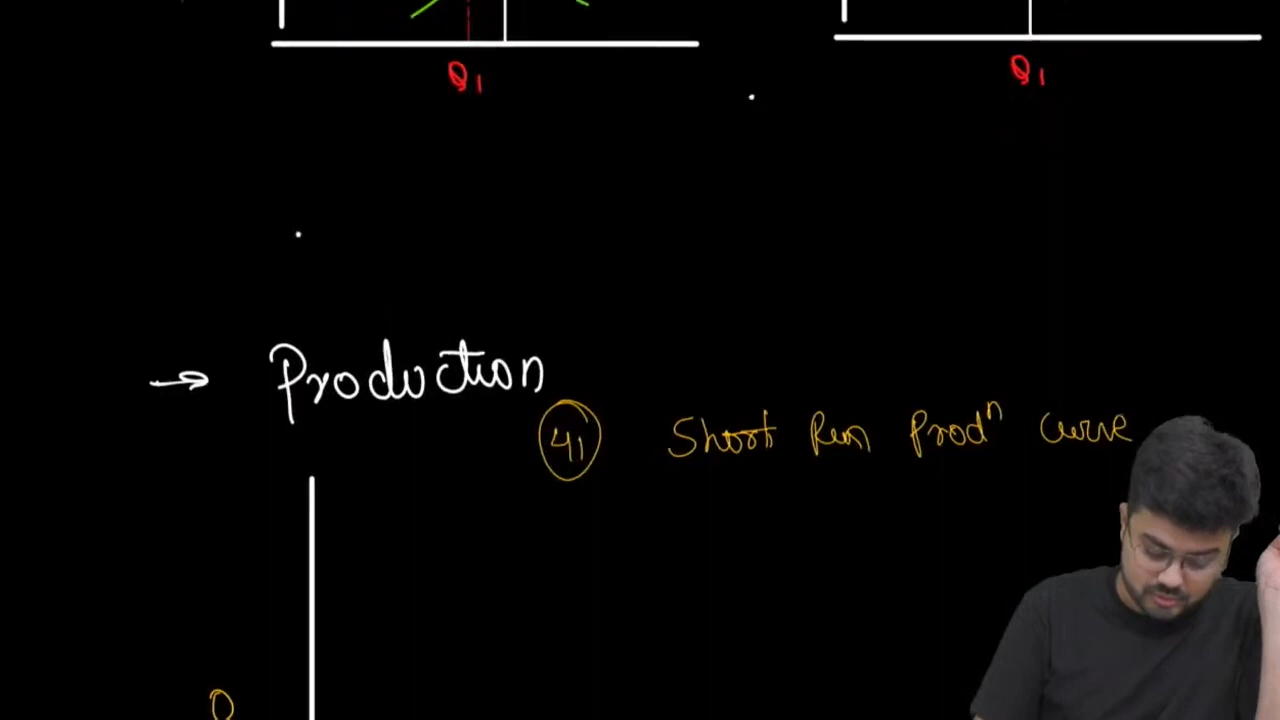 Q1 Q1
→ Production
41 Short Run Prodⁿ curve
Q